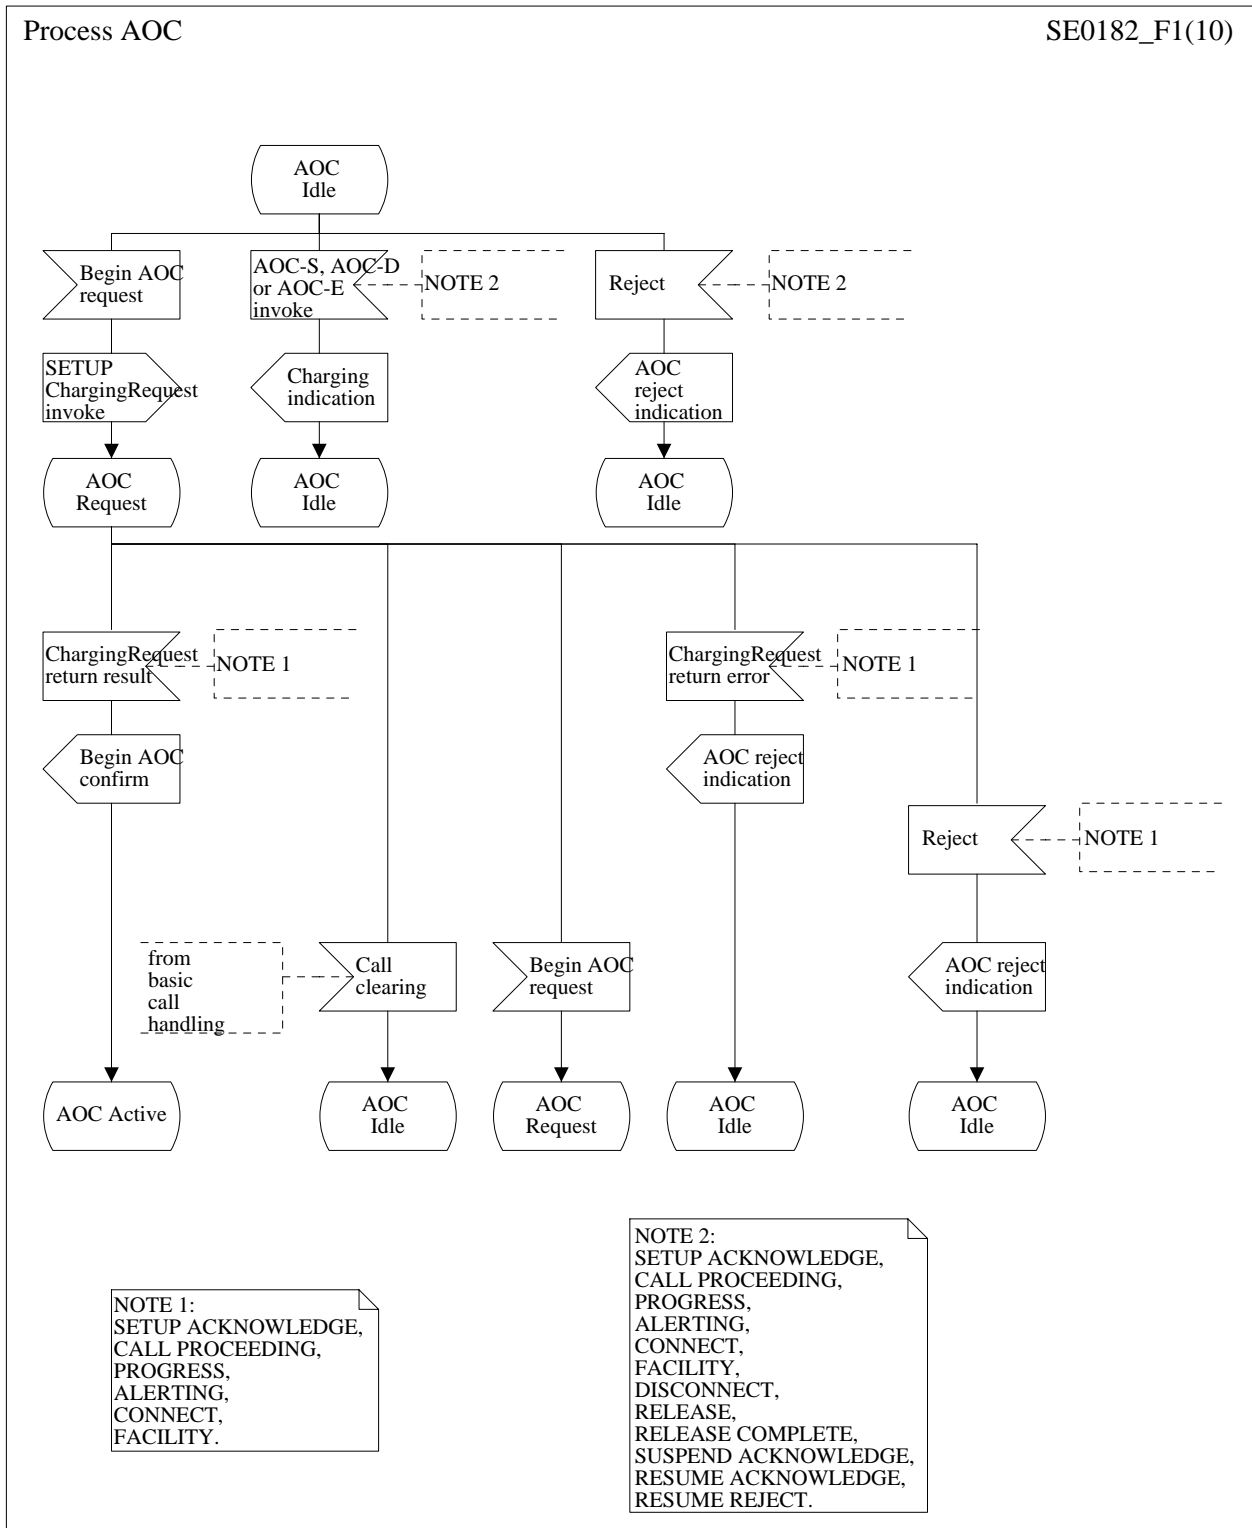 Process AOC
SE0182_F1(10)
AOC
Idle
Begin AOC
request
AOC-S, AOC-D
or AOC-E
invoke
NOTE 2
Reject
NOTE 2
SETUP
ChargingRequest
invoke
Charging
indication
AOC
reject
indication
AOC
Request
AOC
Idle
AOC
Idle
ChargingRequest
return result
NOTE 1
ChargingRequest
return error
NOTE 1
Begin AOC
confirm
AOC reject
indication
Reject
NOTE 1
from
basic
call
handling
Call
clearing
Begin AOC
request
AOC reject
indication
AOC Active
AOC
Idle
AOC
Request
AOC
Idle
AOC
Idle
NOTE 1:
SETUP ACKNOWLEDGE,
CALL PROCEEDING,
PROGRESS,
ALERTING,
CONNECT,
FACILITY.
NOTE 2:
SETUP ACKNOWLEDGE,
CALL PROCEEDING,
PROGRESS,
ALERTING,
CONNECT,
FACILITY,
DISCONNECT,
RELEASE,
RELEASE COMPLETE,
SUSPEND ACKNOWLEDGE,
RESUME ACKNOWLEDGE,
RESUME REJECT.